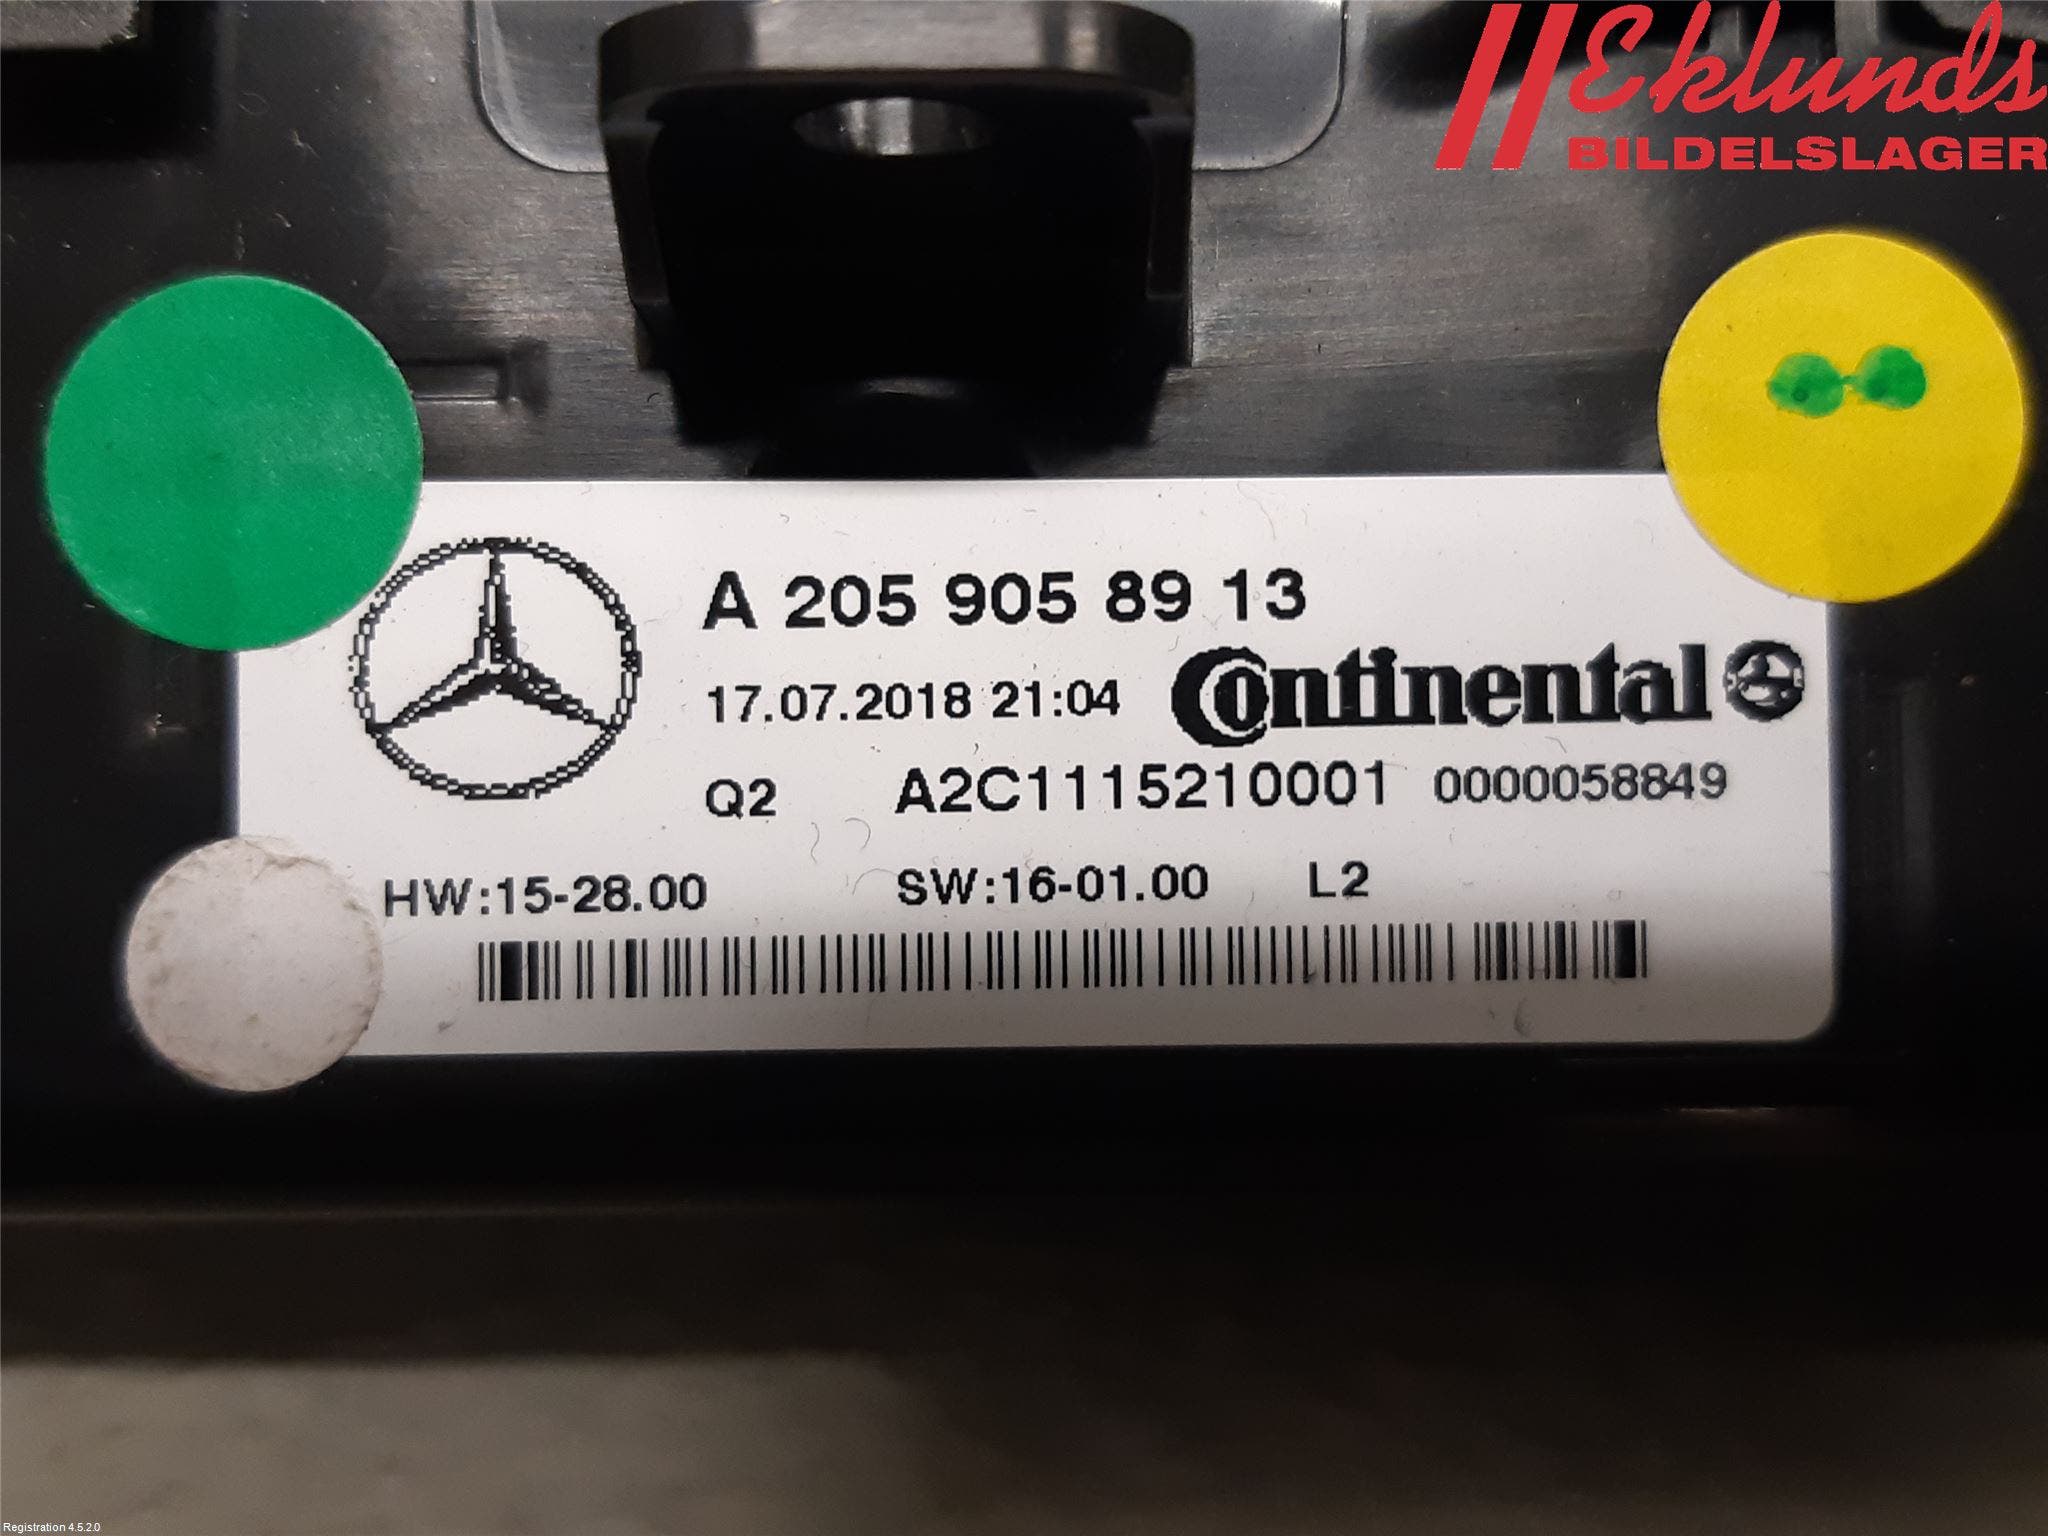 Eklunds
BILDELSLAGER
A 205 905 89 13
17.07.2018 21:04 Continental
Q2 A2C1115210001 0000058849
HW:15-28.00 SW:16-01.00 L2
Registration 4.5.2.0